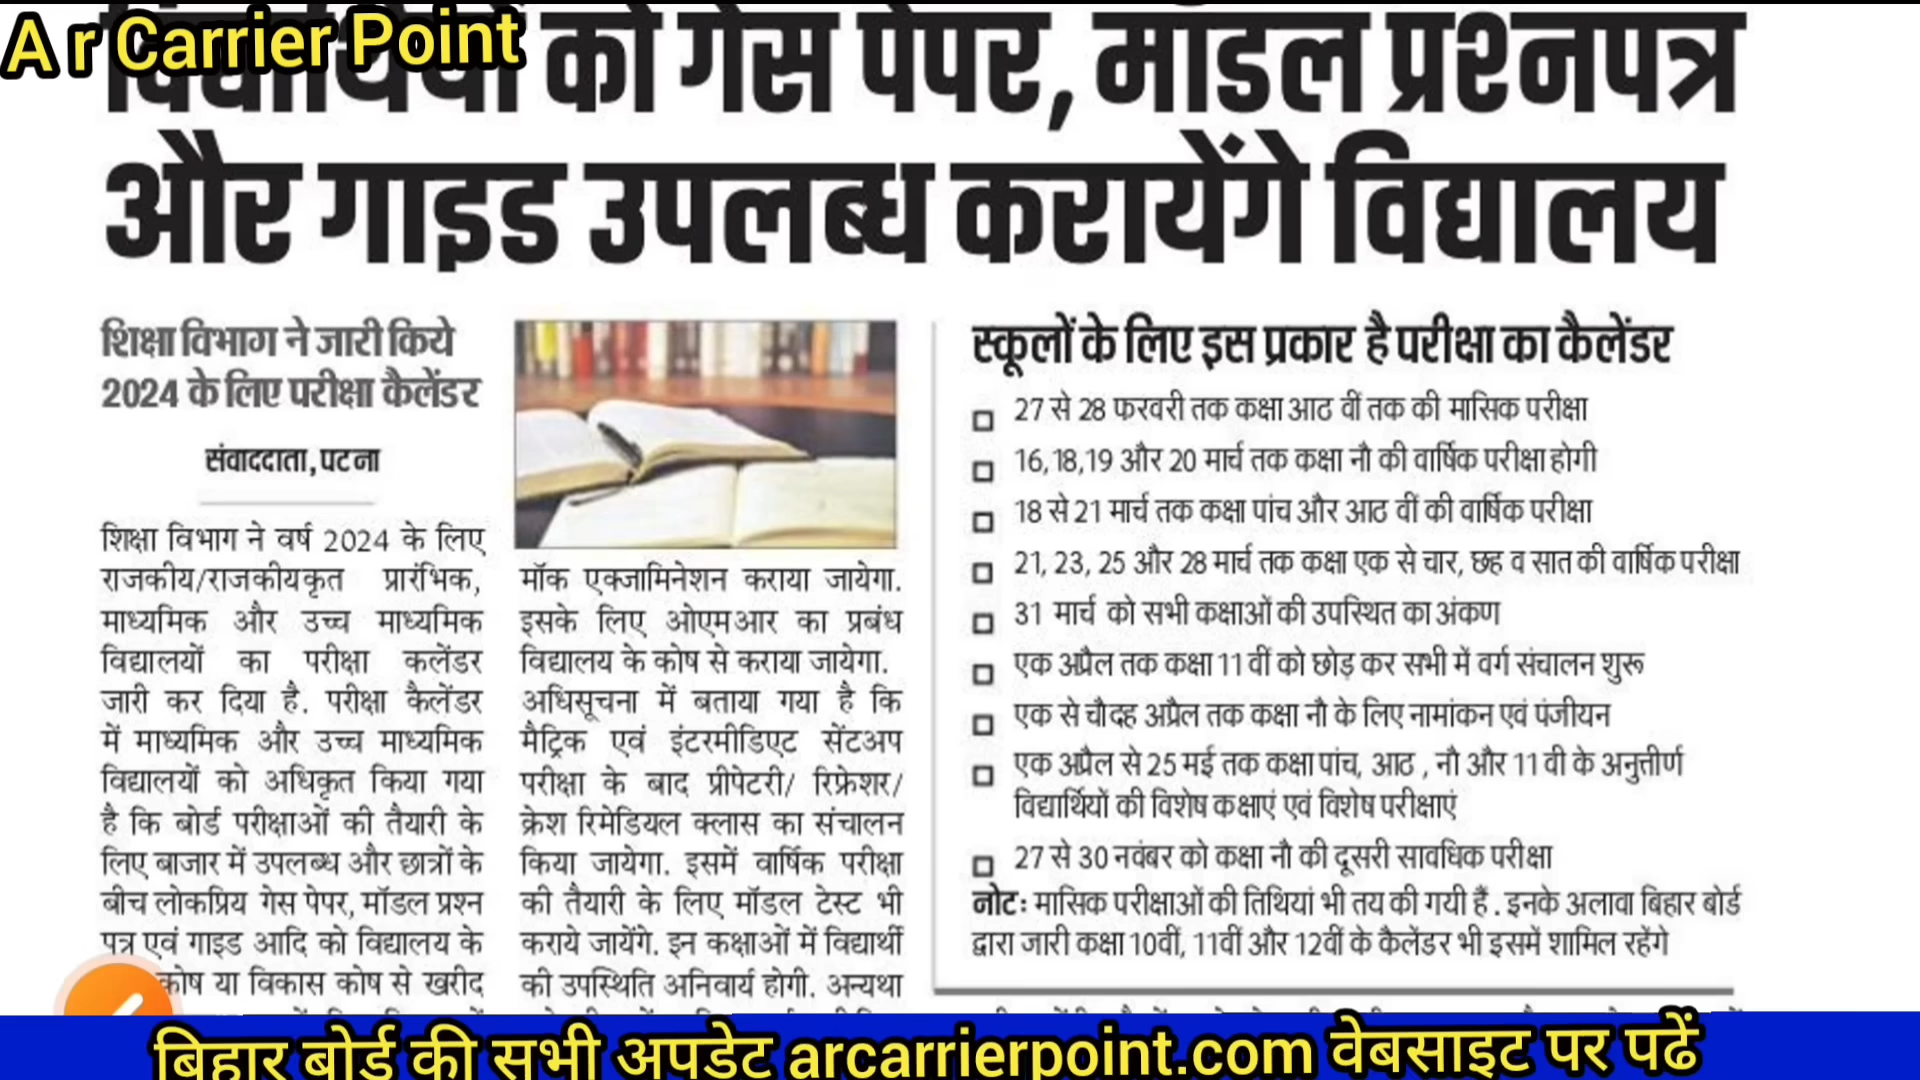 A r Carrier Point
विद्यार्थियों को गेस पेपर, मॉडल प्रश्नपत्र
और गाइड उपलब्ध करायेंगे विद्यालय
शिक्षा विभाग ने जारी किये
2024 के लिए परीक्षा कैलेंडर
संवाददाता, पटना
शिक्षा विभाग ने वर्ष 2024 के लिए
राजकीय/राजकीयकृत प्रारंभिक,
माध्यमिक और उच्च माध्यमिक
विद्यालयों का परीक्षा कलेंडर
जारी कर दिया है. परीक्षा कैलेंडर
में माध्यमिक और उच्च माध्यमिक
विद्यालयों को अधिकृत किया गया
है कि बोर्ड परीक्षाओं की तैयारी के
लिए बाजार में उपलब्ध और छात्रों के
बीच लोकप्रिय गेस पेपर, मॉडल प्रश्न
पत्र एवं गाइड आदि को विद्यालय के
कोष या विकास कोष से खरीद
मॉक एक्जामिनेशन कराया जायेगा.
इसके लिए ओएमआर का प्रबंध
विद्यालय के कोष से कराया जायेगा.
अधिसूचना में बताया गया है कि
मैट्रिक एवं इंटरमीडिएट सेंटअप
परीक्षा के बाद प्रीपेटरी/ रिफ्रेशर/
क्रेश रिमेडियल क्लास का संचालन
किया जायेगा. इसमें वार्षिक परीक्षा
की तैयारी के लिए मॉडल टेस्ट भी
कराये जायेंगे. इन कक्षाओं में विद्यार्थी
की उपस्थिति अनिवार्य होगी. अन्यथा
स्कूलों के लिए इस प्रकार है परीक्षा का कैलेंडर
27 से 28 फरवरी तक कक्षा आठ वीं तक की मासिक परीक्षा
16,18,19 और 20 मार्च तक कक्षा नौ की वार्षिक परीक्षा होगी
18 से 21 मार्च तक कक्षा पांच और आठ वीं की वार्षिक परीक्षा
21, 23, 25 और 28 मार्च तक कक्षा एक से चार, छह व सात की वार्षिक परीक्षा
31 मार्च को सभी कक्षाओं की उपस्थित का अंकण
एक अप्रैल तक कक्षा 11 वीं को छोड़ कर सभी में वर्ग संचालन शुरू
एक से चौदह अप्रैल तक कक्षा नौ के लिए नामांकन एवं पंजीयन
एक अप्रैल से 25 मई तक कक्षा पांच, आठ , नौ और 11 वी के अनुत्तीर्ण
विद्यार्थियों की विशेष कक्षाएं एवं विशेष परीक्षाएं
27 से 30 नवंबर को कक्षा नौ की दूसरी सावधिक परीक्षा
नोट: मासिक परीक्षाओं की तिथियां भी तय की गयी हैं . इनके अलावा बिहार बोर्ड
द्वारा जारी कक्षा 10वीं, 11वीं और 12वीं के कैलेंडर भी इसमें शामिल रहेंगे
बिहार बोर्ड की सभी अपडेट arcarrierpoint.com वेबसाइट पर पढें